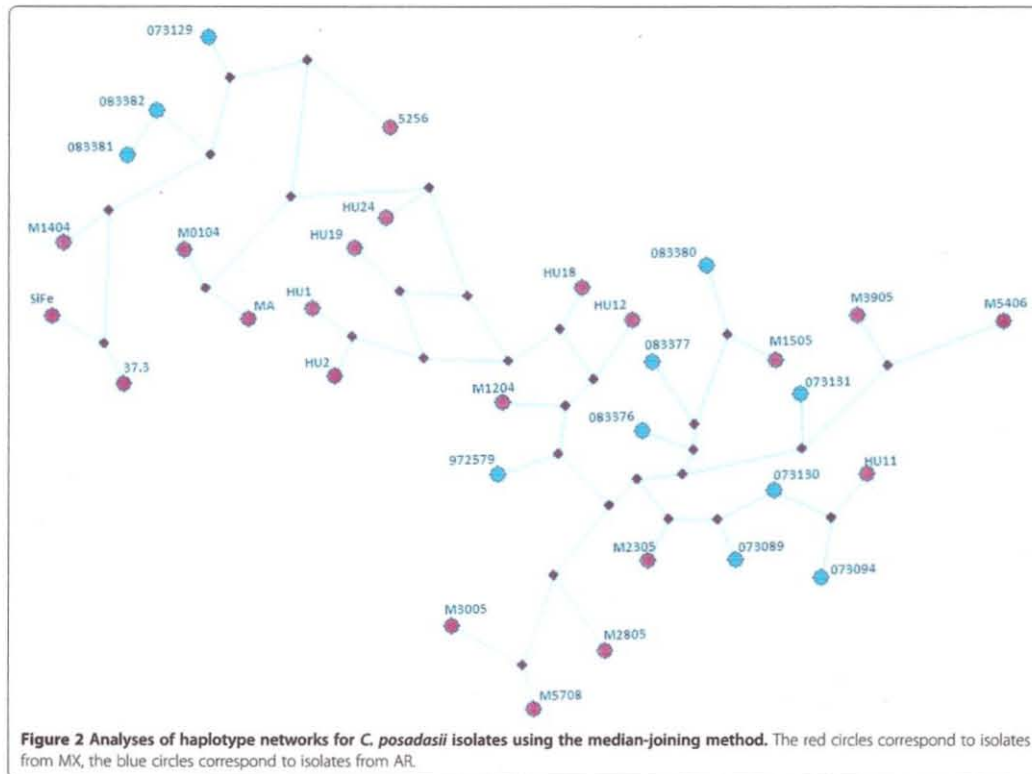 073129
083382
5256
083381
HU24
M1404
M0104
HU19
083380
HU18
SiFe
HU1
HU12
M3905
M5406
MA
083377
M1505
37.3
HU2
M1204
073131
083376
972579
073130
HU11
M2305
073089
073094
M3005
M2805
M5708
Figure 2 Analyses of haplotype networks for C. posadasii isolates using the median-joining method. The red circles correspond to isolates
from MX, the blue circles correspond to isolates from AR.